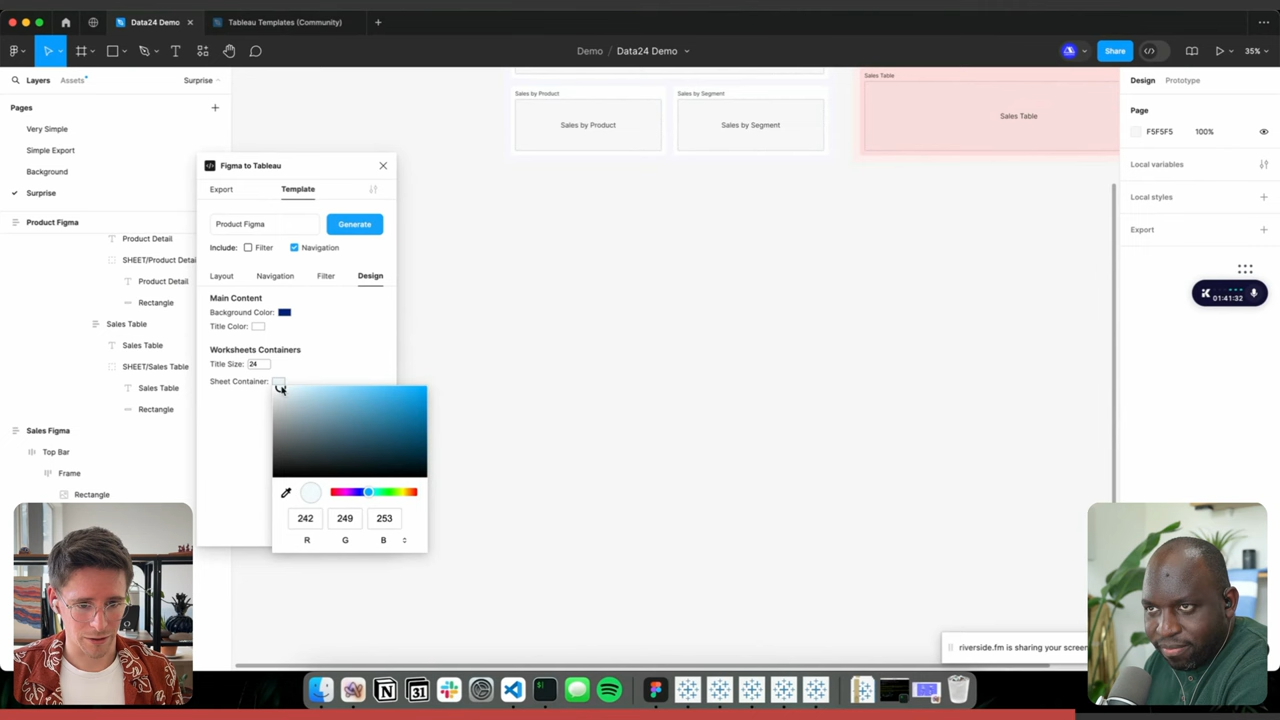 Data24 Demo
Tableau Templates (Community)
Demo / Data24 Demo
Share
35%
Layers
Assets
Surprise
Pages
Very Simple
Simple Export
Background
Surprise
Product Figma
Product Detail
SHEET/Product Detai
Product Detail
Rectangle
Sales Table
Sales Table
SHEET/Sales Table
Sales Table
Rectangle
Sales Figma
Top Bar
Frame
Rectangle
Figma to Tableau
Export
Template
Product Figma
Generate
Include:
Filter
Navigation
Layout
Navigation
Filter
Design
Main Content
Background Color:
Title Color:
Worksheets Containers
Title Size: 24
Sheet Container:
242
249
253
R
G
B
Sales by Product
Sales by Product
Sales by Segment
Sales by Segment
Sales Table
Sales Table
Design
Prototype
Page
F5F5F5
100%
Local variables
Local styles
Export
01:41:32
riverside.fm is sharing your screen
31